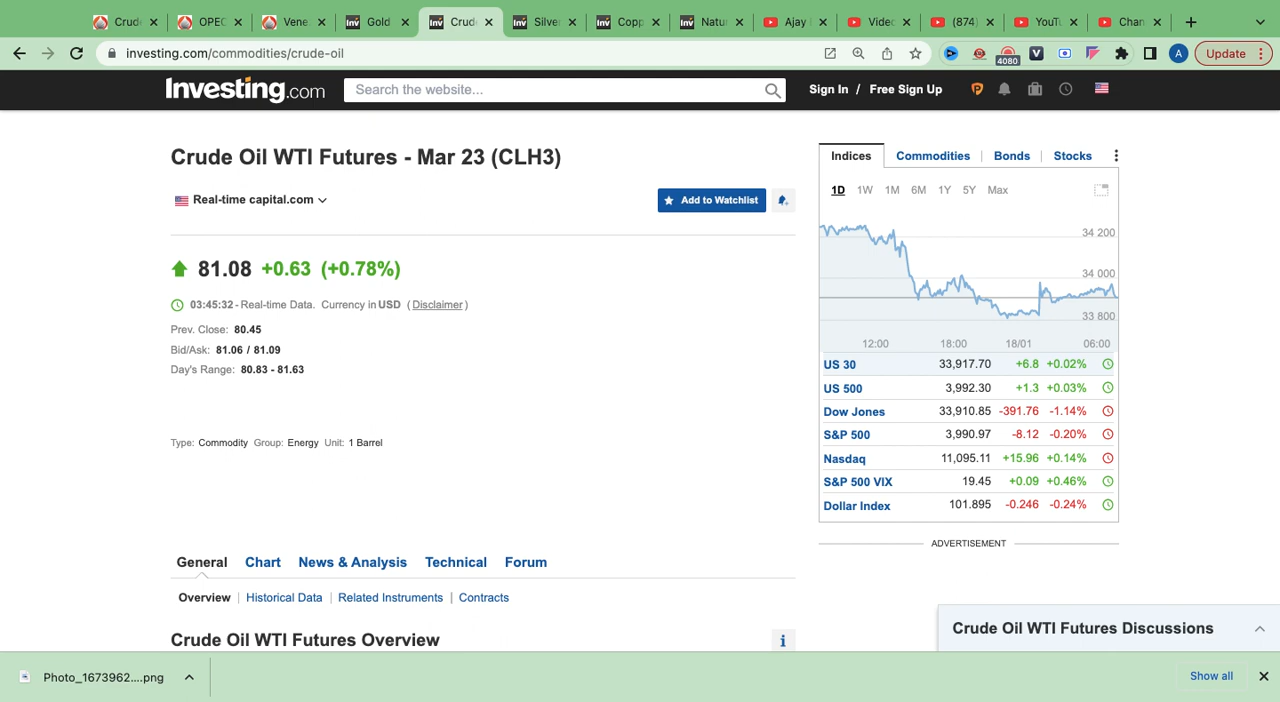 Crude
OPEC
Vene
Gold
Crude
Silver
Copp
Natu
Ajay
Video
(874)
YouTu
Chan
investing.com/commodities/crude-oil
4080
V
A
Update
Investing.com
Search the website...
Sign In / Free Sign Up
Crude Oil WTI Futures - Mar 23 (CLH3)
Real-time capital.com
Add to Watchlist
81.08 +0.63 (+0.78%)
03:45:32 - Real-time Data. Currency in USD ( Disclaimer )
Prev. Close: 80.45
Bid/Ask: 81.06 / 81.09
Day's Range: 80.83 - 81.63
Type: Commodity Group: Energy Unit: 1 Barrel
General Chart News & Analysis Technical Forum
Overview Historical Data Related Instruments Contracts
Crude Oil WTI Futures Overview
i
Indices Commodities Bonds Stocks
1D 1W 1M 6M 1Y 5Y Max
34 200
34 000
33 800
12:00 18:00 18/01 06:00
US 30 33,917.70 +6.8 +0.02%
US 500 3,992.30 +1.3 +0.03%
Dow Jones 33,910.85 -391.76 -1.14%
S&P 500 3,990.97 -8.12 -0.20%
Nasdaq 11,095.11 +15.96 +0.14%
S&P 500 VIX 19.45 +0.09 +0.46%
Dollar Index 101.895 -0.246 -0.24%
ADVERTISEMENT
Crude Oil WTI Futures Discussions
Photo_1673962....png
Show all